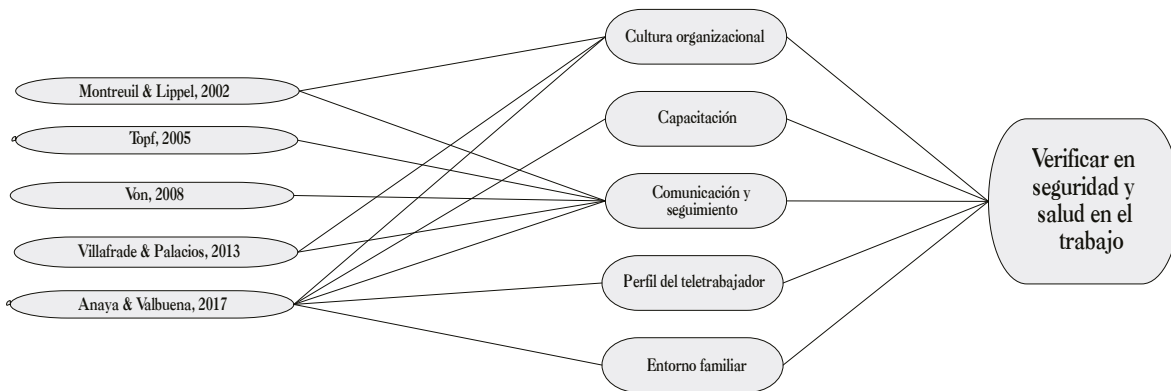 Montreuil & Lippel, 2002
Topf, 2005
Von, 2008
Villafrade & Palacios, 2013
Anaya & Valbuena, 2017
Cultura organizacional
Capacitación
Comunicación y
seguimiento
Perfil del teletrabajador
Entorno familiar
Verificar en
seguridad y
salud en el
trabajo